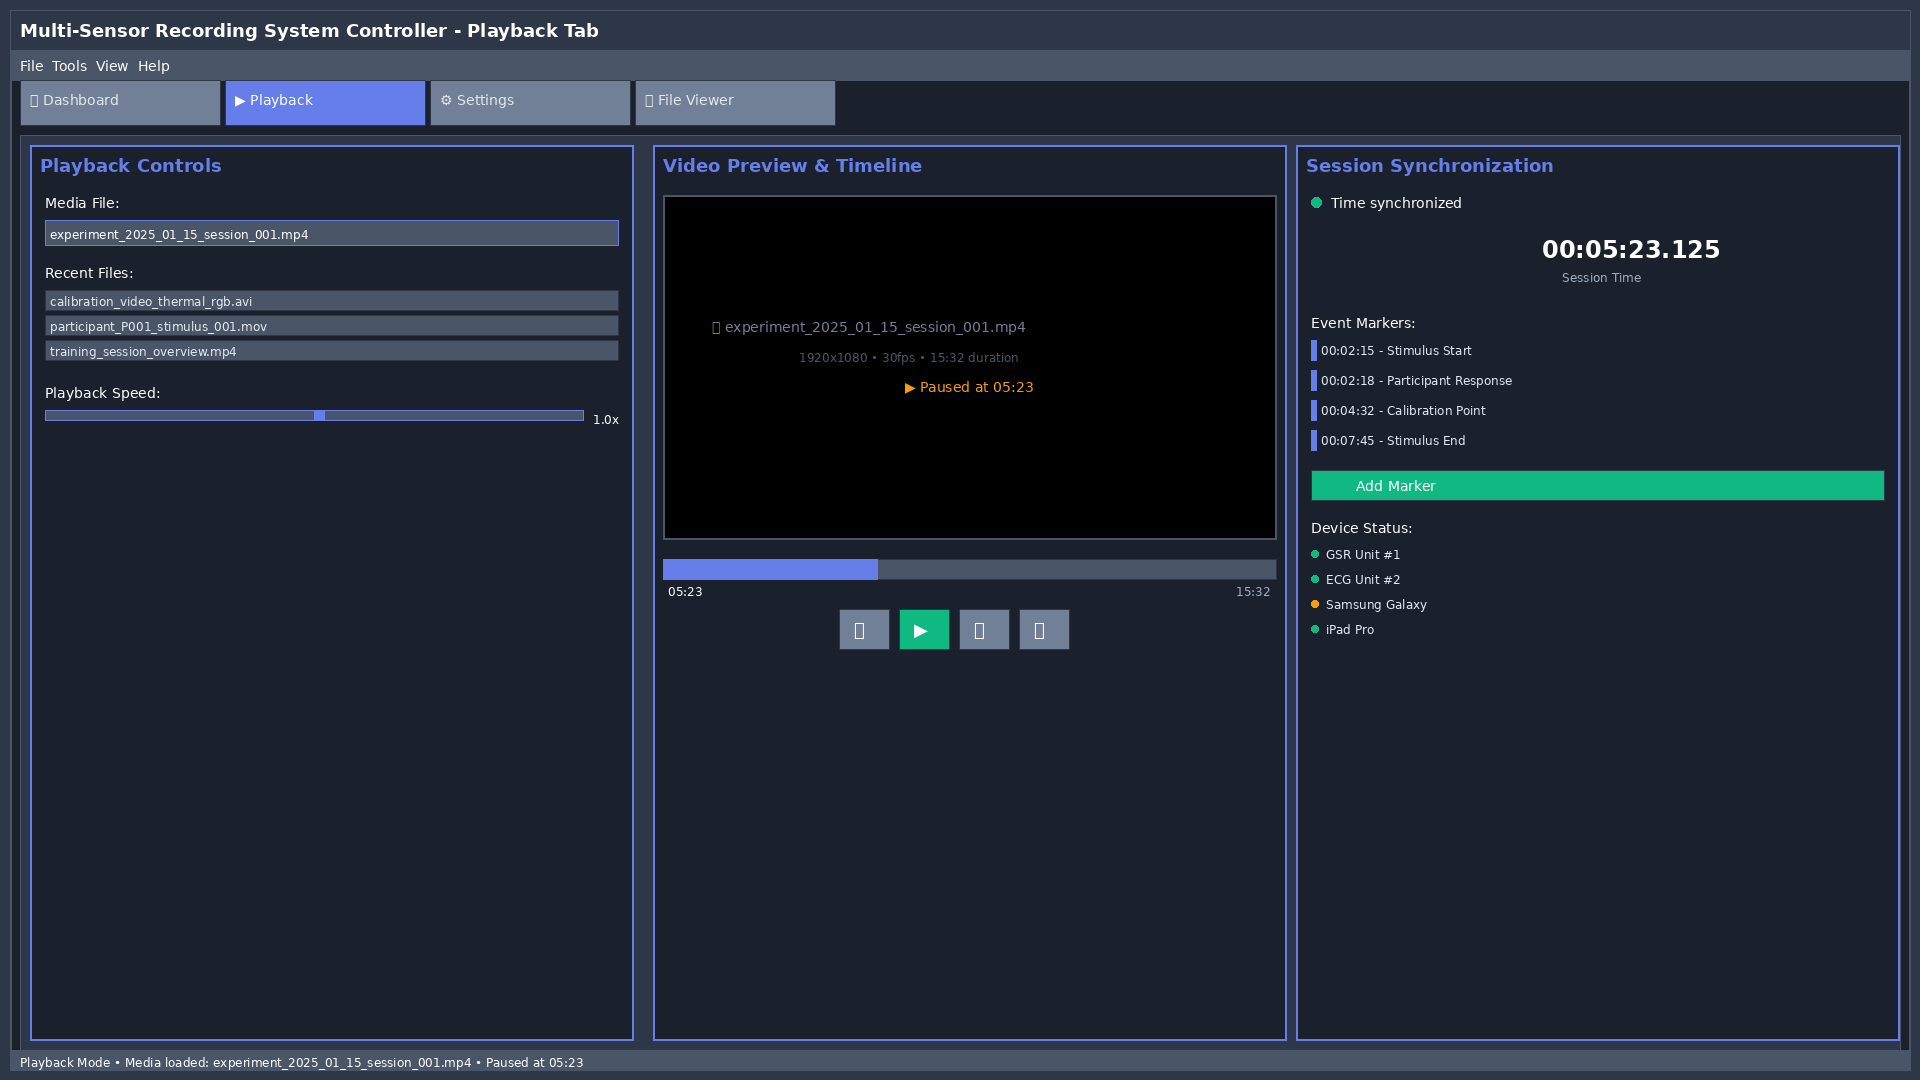 Multi-Sensor Recording System Controller - Playback Tab
File Tools View Help
Dashboard
▶ Playback
⚙ Settings
File Viewer
Playback Controls
Media File:
experiment_2025_01_15_session_001.mp4
Recent Files:
calibration_video_thermal_rgb.avi
participant_P001_stimulus_001.mov
training_session_overview.mp4
Playback Speed:
1.0x
Video Preview & Timeline
experiment_2025_01_15_session_001.mp4
1920x1080 • 30fps • 15:32 duration
▶ Paused at 05:23
05:23
15:32
▶
Session Synchronization
Time synchronized
00:05:23.125
Session Time
Event Markers:
00:02:15 - Stimulus Start
00:02:18 - Participant Response
00:04:32 - Calibration Point
00:07:45 - Stimulus End
Add Marker
Device Status:
GSR Unit #1
ECG Unit #2
Samsung Galaxy
iPad Pro
Playback Mode • Media loaded: experiment_2025_01_15_session_001.mp4 • Paused at 05:23